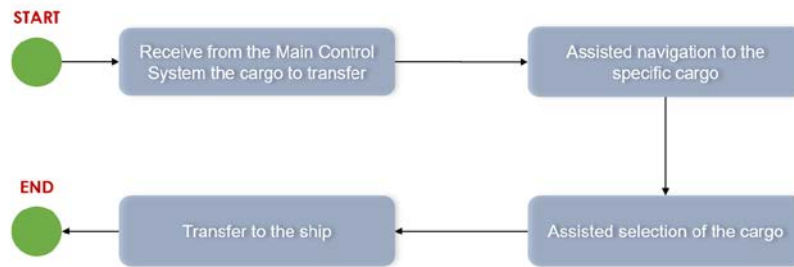 START
Receive from the Main Control
System the cargo to transfer
Assisted navigation to the
specific cargo
END
Transfer to the ship
Assisted selection of the cargo